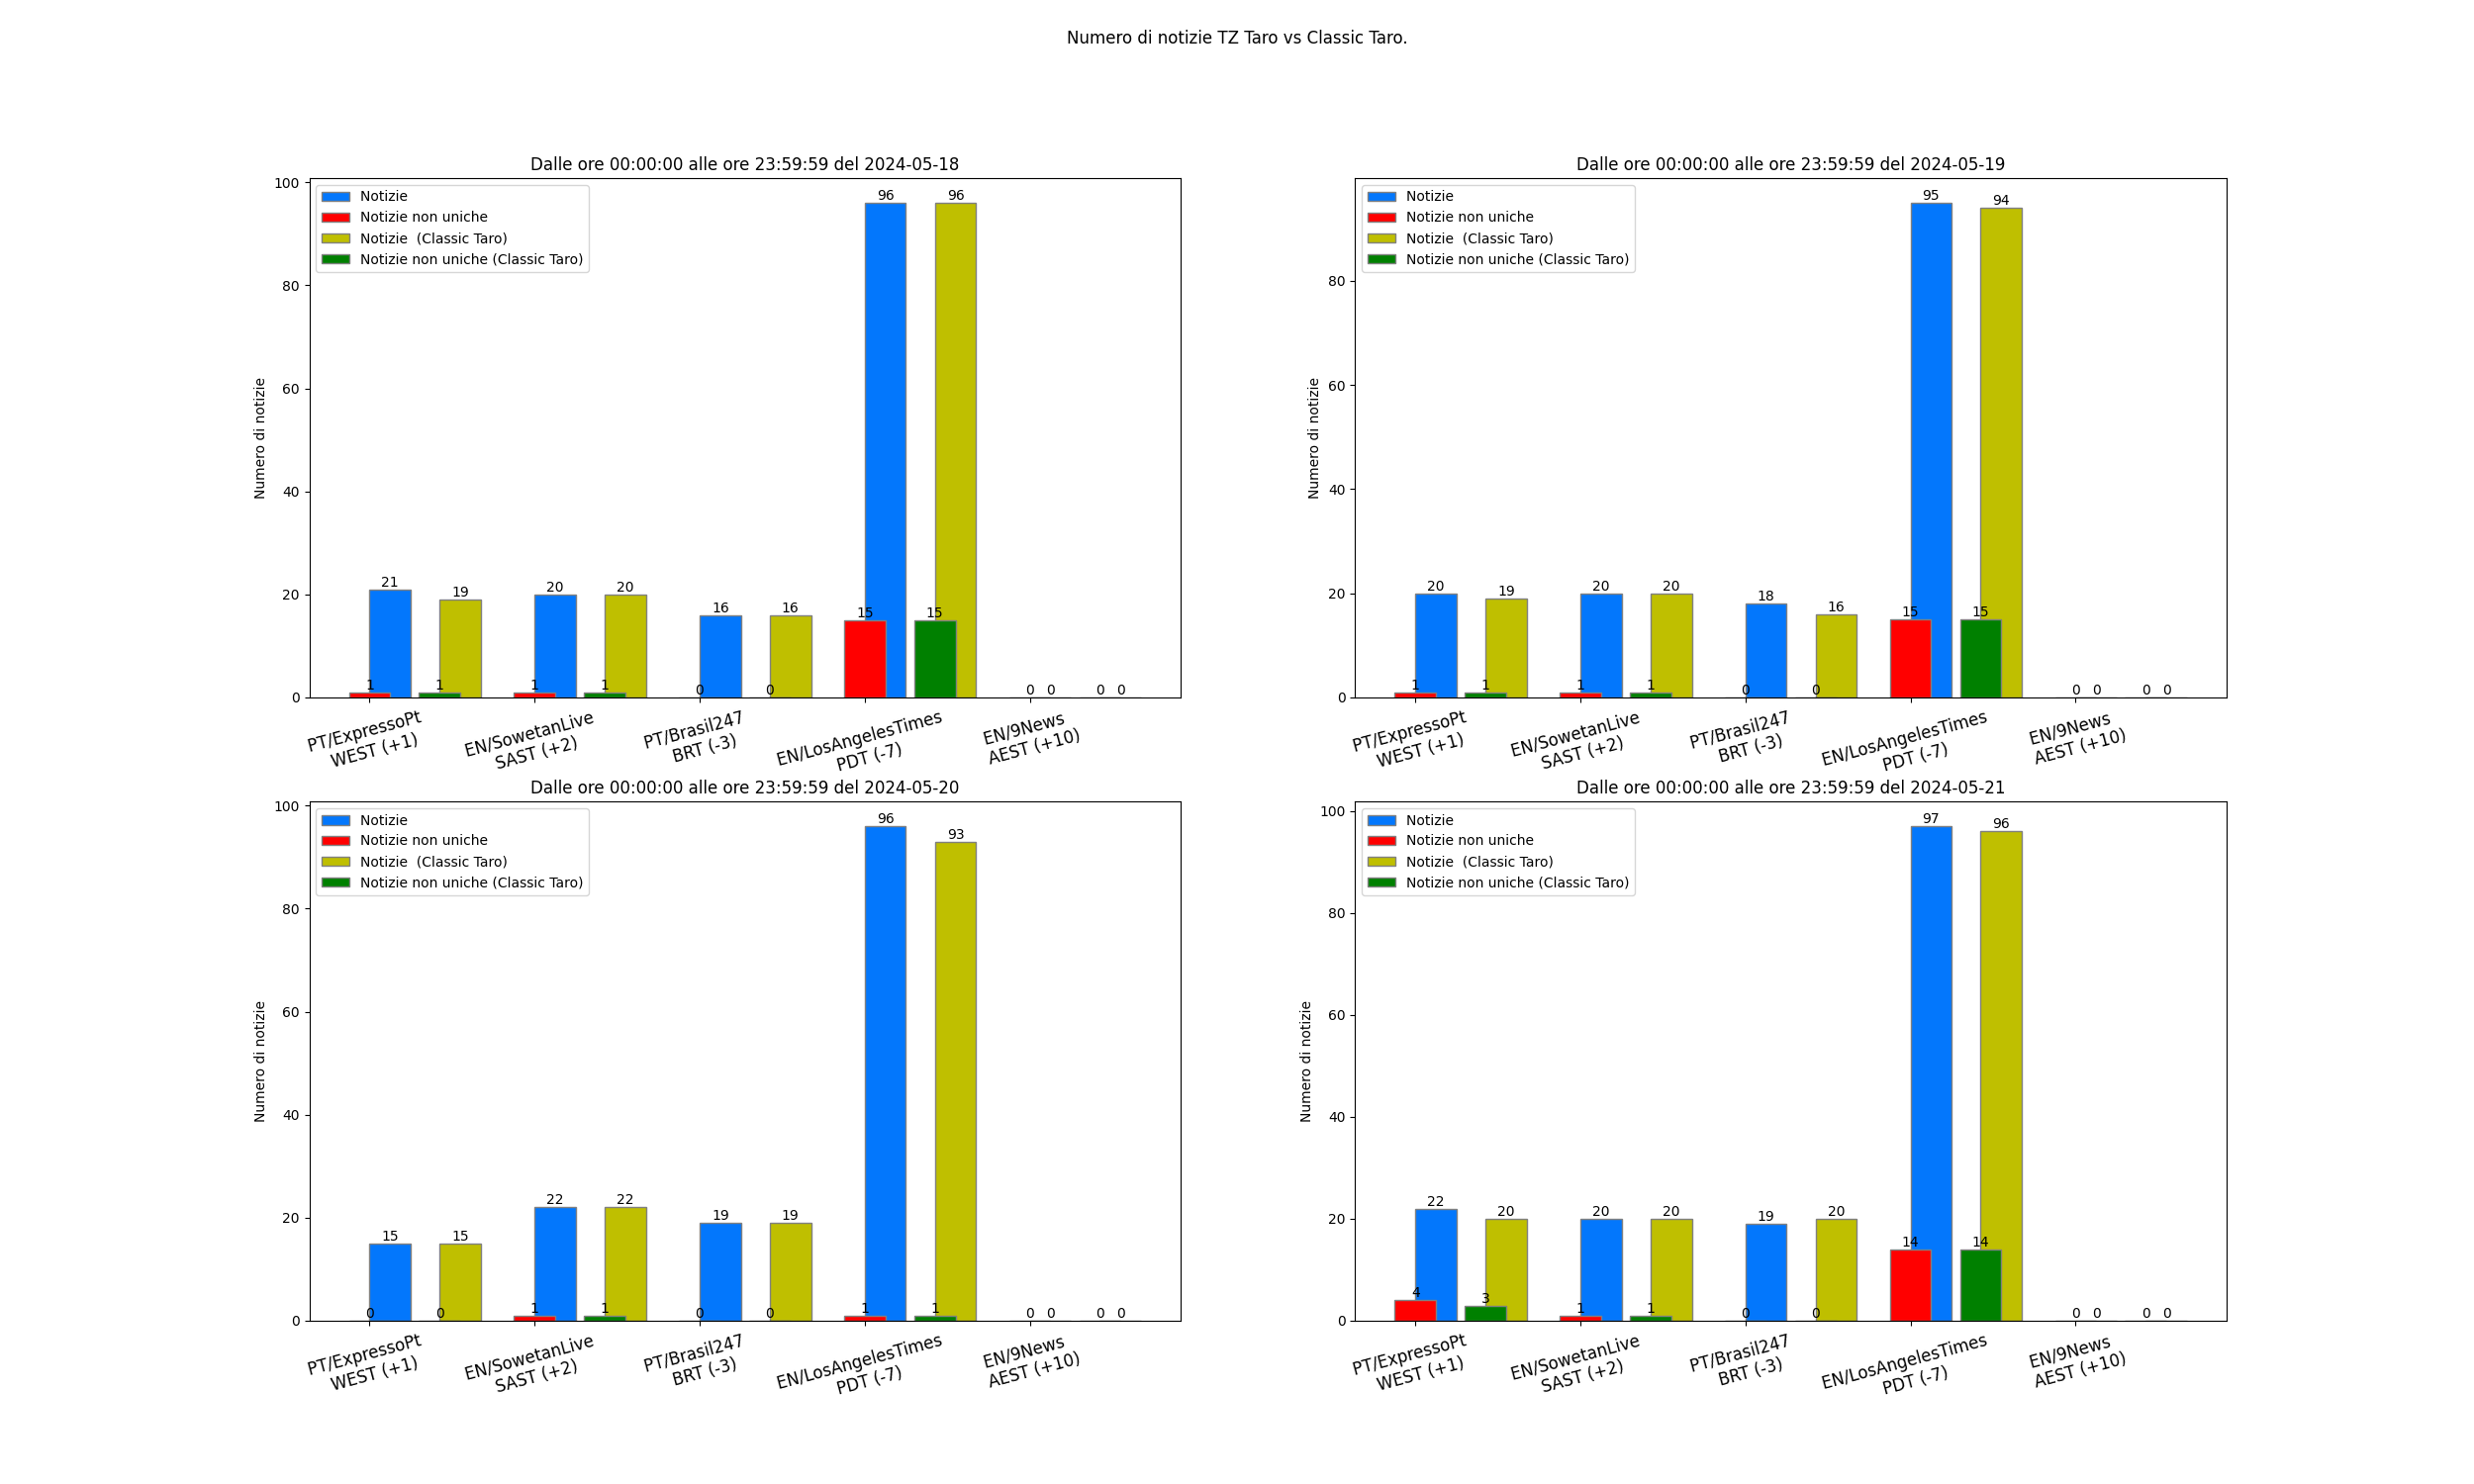 Numero di notizie TZ Taro vs Classic Taro.
Dalle ore 00:00:00 alle ore 23:59:59 del 2024-05-18
Numero di notizie
100
80
60
40
20
0
Notizie
Notizie non uniche
Notizie  (Classic Taro)
Notizie non uniche (Classic Taro)
21 19 20 20 16 16 96 96
1 1 1 1 0 0 15 15 0 0 0 0
PT/ExpressoPt
WEST (+1)
EN/SowetanLive
SAST (+2)
PT/Brasil247
BRT (-3)
EN/LosAngelesTimes
PDT (-7)
EN/9News
AEST (+10)
Dalle ore 00:00:00 alle ore 23:59:59 del 2024-05-19
Numero di notizie
80
60
40
20
0
Notizie
Notizie non uniche
Notizie  (Classic Taro)
Notizie non uniche (Classic Taro)
20 19 20 20 18 16 95 94
1 1 1 1 0 0 15 15 0 0 0 0
PT/ExpressoPt
WEST (+1)
EN/SowetanLive
SAST (+2)
PT/Brasil247
BRT (-3)
EN/LosAngelesTimes
PDT (-7)
EN/9News
AEST (+10)
Dalle ore 00:00:00 alle ore 23:59:59 del 2024-05-20
Numero di notizie
100
80
60
40
20
0
Notizie
Notizie non uniche
Notizie  (Classic Taro)
Notizie non uniche (Classic Taro)
15 15 22 22 19 19 96 93
0 0 1 1 0 0 1 1 0 0 0 0
PT/ExpressoPt
WEST (+1)
EN/SowetanLive
SAST (+2)
PT/Brasil247
BRT (-3)
EN/LosAngelesTimes
PDT (-7)
EN/9News
AEST (+10)
Dalle ore 00:00:00 alle ore 23:59:59 del 2024-05-21
Numero di notizie
100
80
60
40
20
0
Notizie
Notizie non uniche
Notizie  (Classic Taro)
Notizie non uniche (Classic Taro)
22 20 20 20 19 20 97 96
4 3 1 1 0 0 14 14 0 0 0 0
PT/ExpressoPt
WEST (+1)
EN/SowetanLive
SAST (+2)
PT/Brasil247
BRT (-3)
EN/LosAngelesTimes
PDT (-7)
EN/9News
AEST (+10)